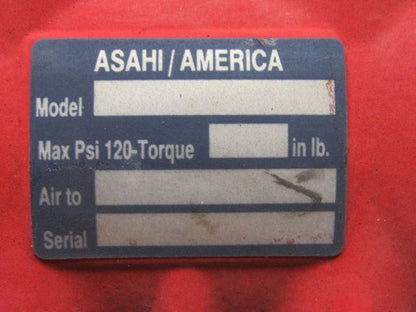 ASAHI/AMERICA
Model
Max Psi 120-Torque in lb.
Air to
Serial